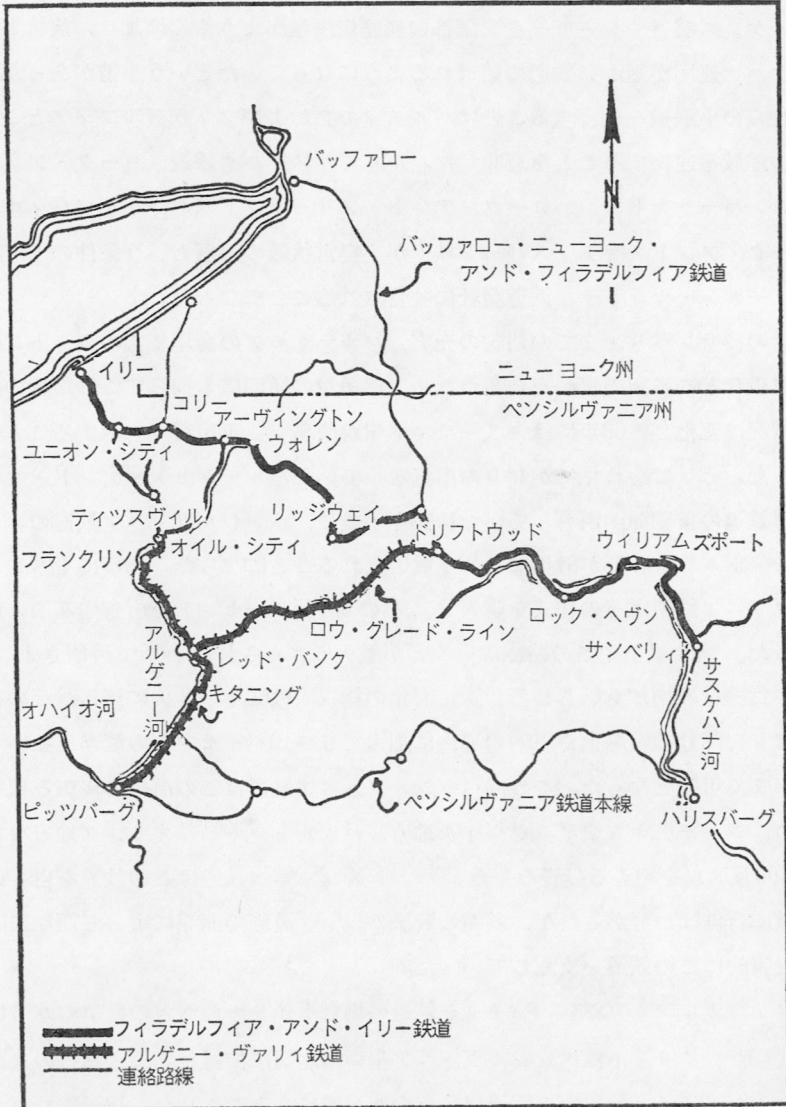 バッファロー
N
バッファロー・ニューヨーク・
アンド・フィラデルフィア鉄道
イリー
ニューヨーク州
コリー
ペンシルヴァニア州
アーヴィングトン
ユニオン・シティ
ウォレン
ティツスヴィル
リッジウェィ
ドリフトウッド
フランクリン
オイル・シティ
ウィリアムズポート
ロック・ヘヴン
ロウ・グレード・ライン
サンベリィ
アルゲニー河
レッド・バンク
サスケハナ河
キタニング
オハイオ河
ピッツバーグ
ペンシルヴァニア鉄道本線
ハリスバーグ
フィラデルフィア・アンド・イリー鉄道
アルゲニー・ヴァリィ鉄道
連絡路線